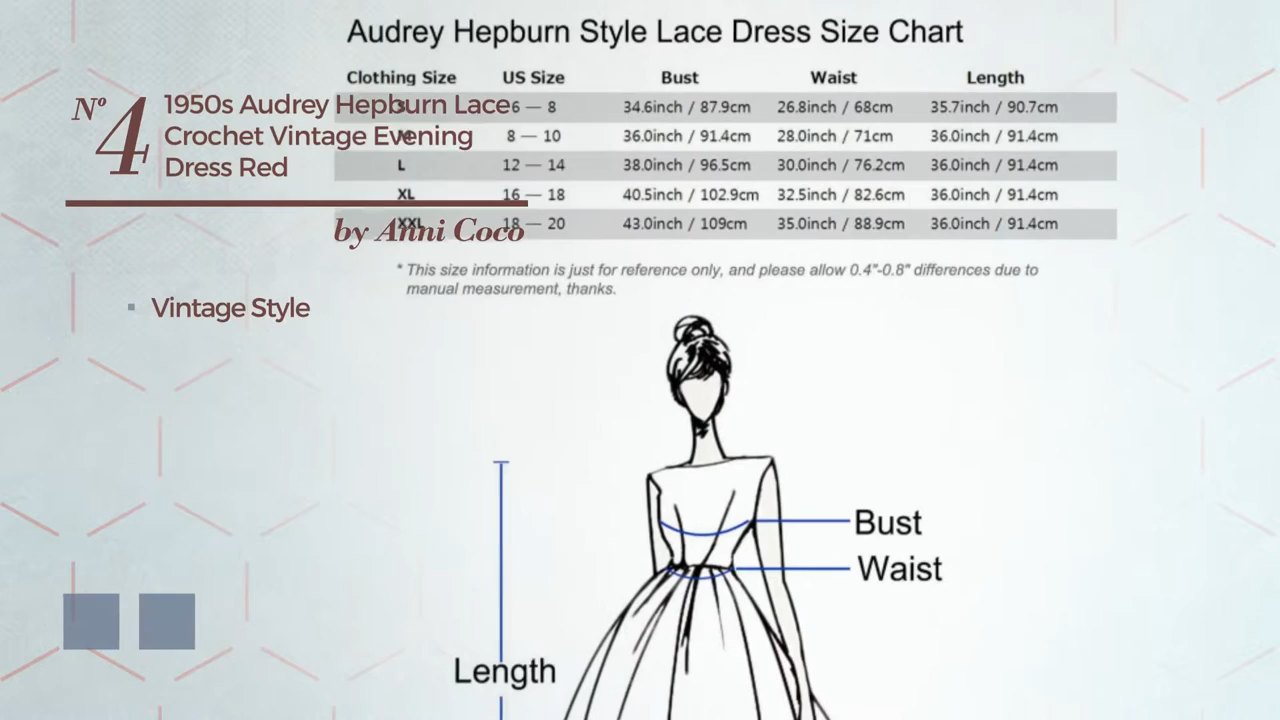 Audrey Hepburn Style Lace Dress Size Chart
Clothing Size US Size Bust Waist Length
S 6 — 8 34.6inch / 87.9cm 26.8inch / 68cm 35.7inch / 90.7cm
M 8 — 10 36.0inch / 91.4cm 28.0inch / 71cm 36.0inch / 91.4cm
L 12 — 14 38.0inch / 96.5cm 30.0inch / 76.2cm 36.0inch / 91.4cm
XL 16 — 18 40.5inch / 102.9cm 32.5inch / 82.6cm 36.0inch / 91.4cm
XXL 18 — 20 43.0inch / 109cm 35.0inch / 88.9cm 36.0inch / 91.4cm
* This size information is just for reference only, and please allow 0.4"-0.8" differences due to
manual measurement, thanks.
Nº 4
1950s Audrey Hepburn Lace
Crochet Vintage Evening
Dress Red
by Anni Coco
▪ Vintage Style
Bust
Waist
Length